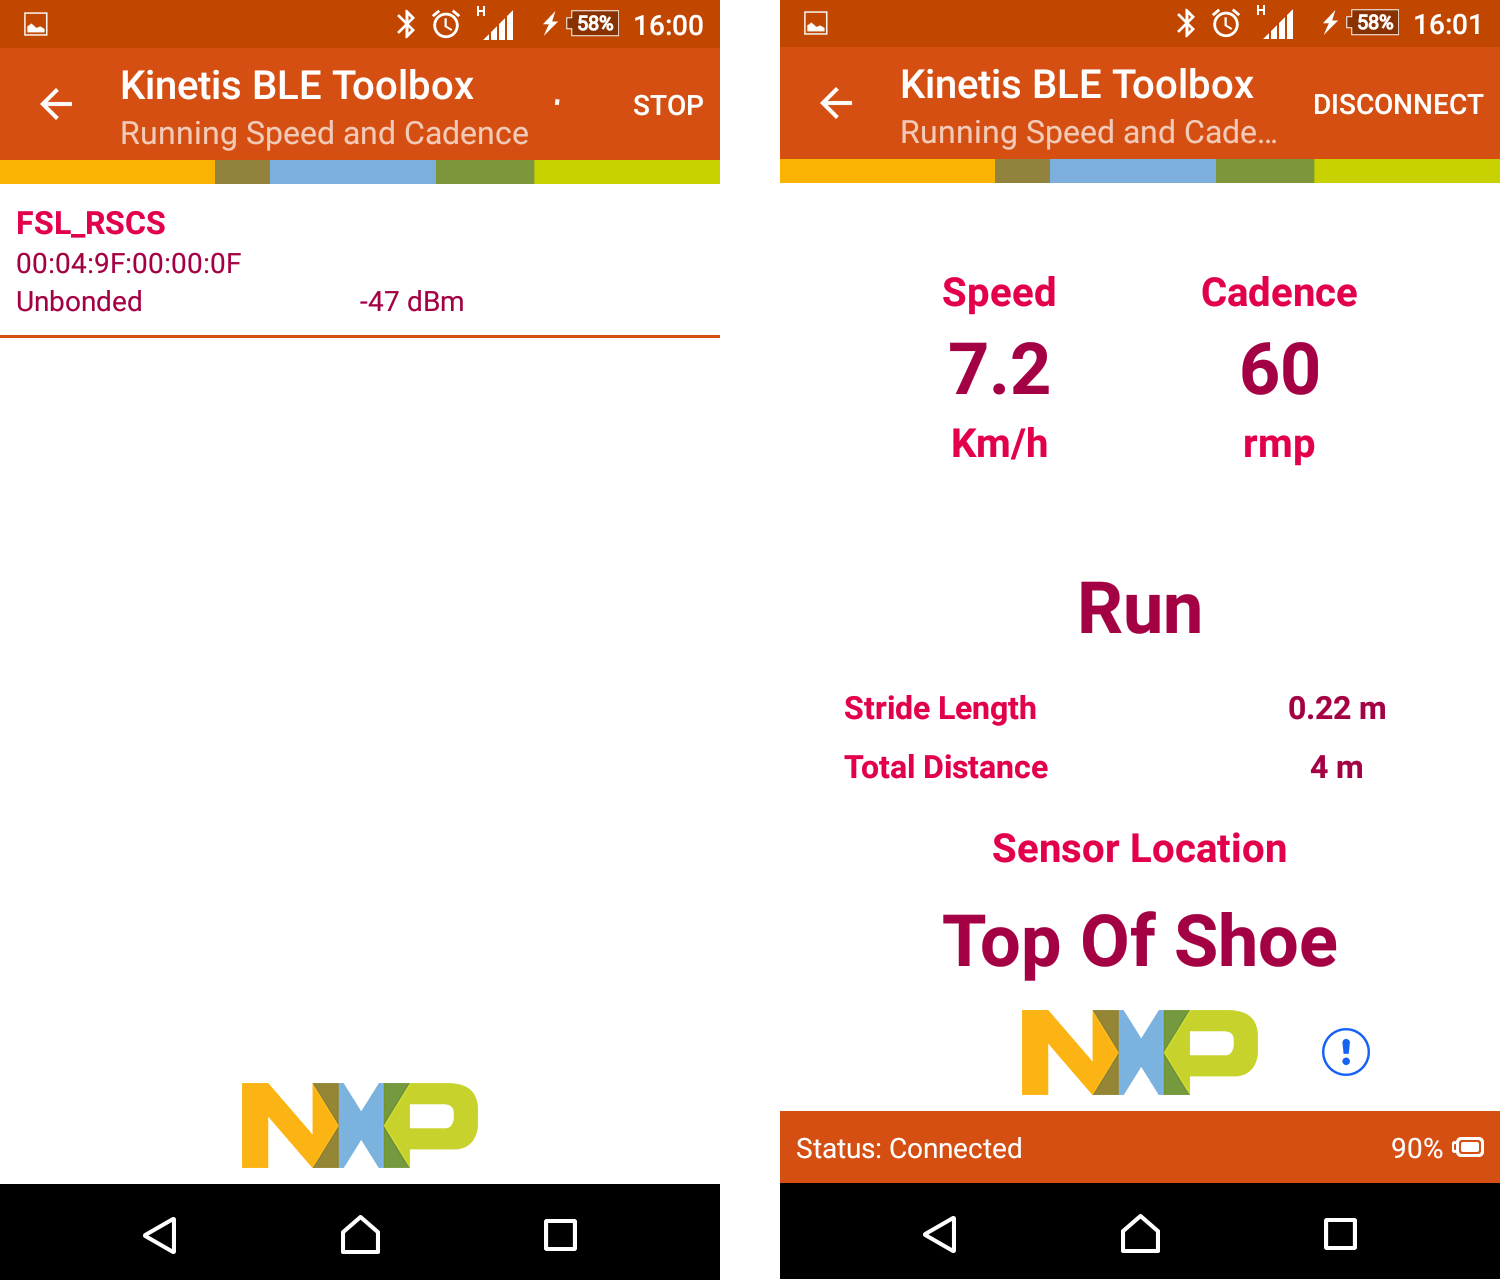 H 58% 16:00
Kinetis BLE Toolbox
STOP
Running Speed and Cadence
FSL_RSCS
00:04:9F:00:00:0F
Unbonded -47 dBm
NXP
H 58% 16:01
Kinetis BLE Toolbox
DISCONNECT
Running Speed and Cade...
Speed Cadence
7.2 60
Km/h rmp
Run
Stride Length 0.22 m
Total Distance 4 m
Sensor Location
Top Of Shoe
NXP
Status: Connected 90%